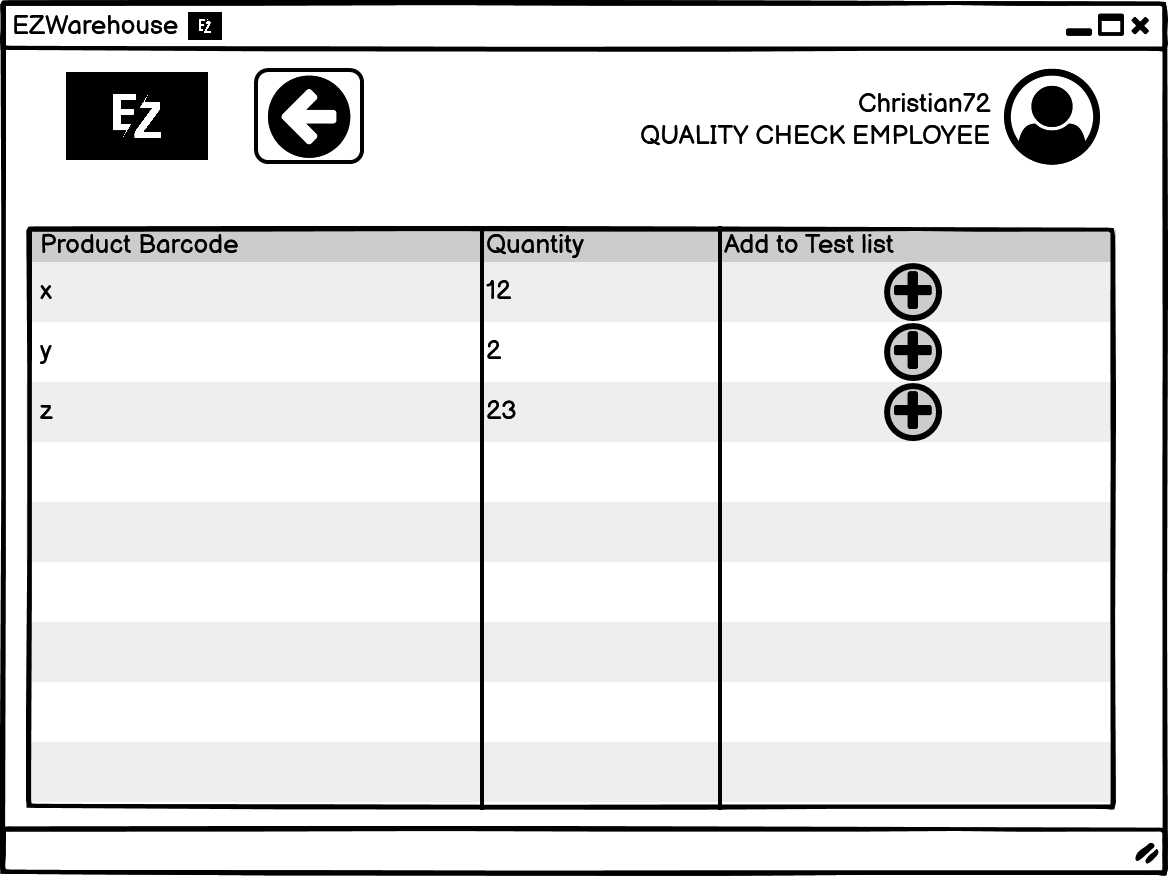 EZWarehouse EZ
EZ
Christian72
QUALITY CHECK EMPLOYEE
Product Barcode Quantity Add to Test list
x 12
y 2
z 23